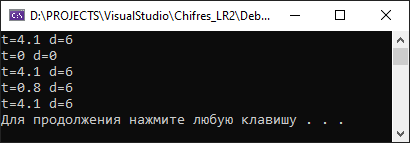 D:\PROJECTS\VisualStudio\Chifres_LR2\Deb
t=4.1 d=6
t=0 d=0
t=4.1 d=6
t=0.8 d=6
t=4.1 d=6
Для продолжения нажмите любую клавишу . . .